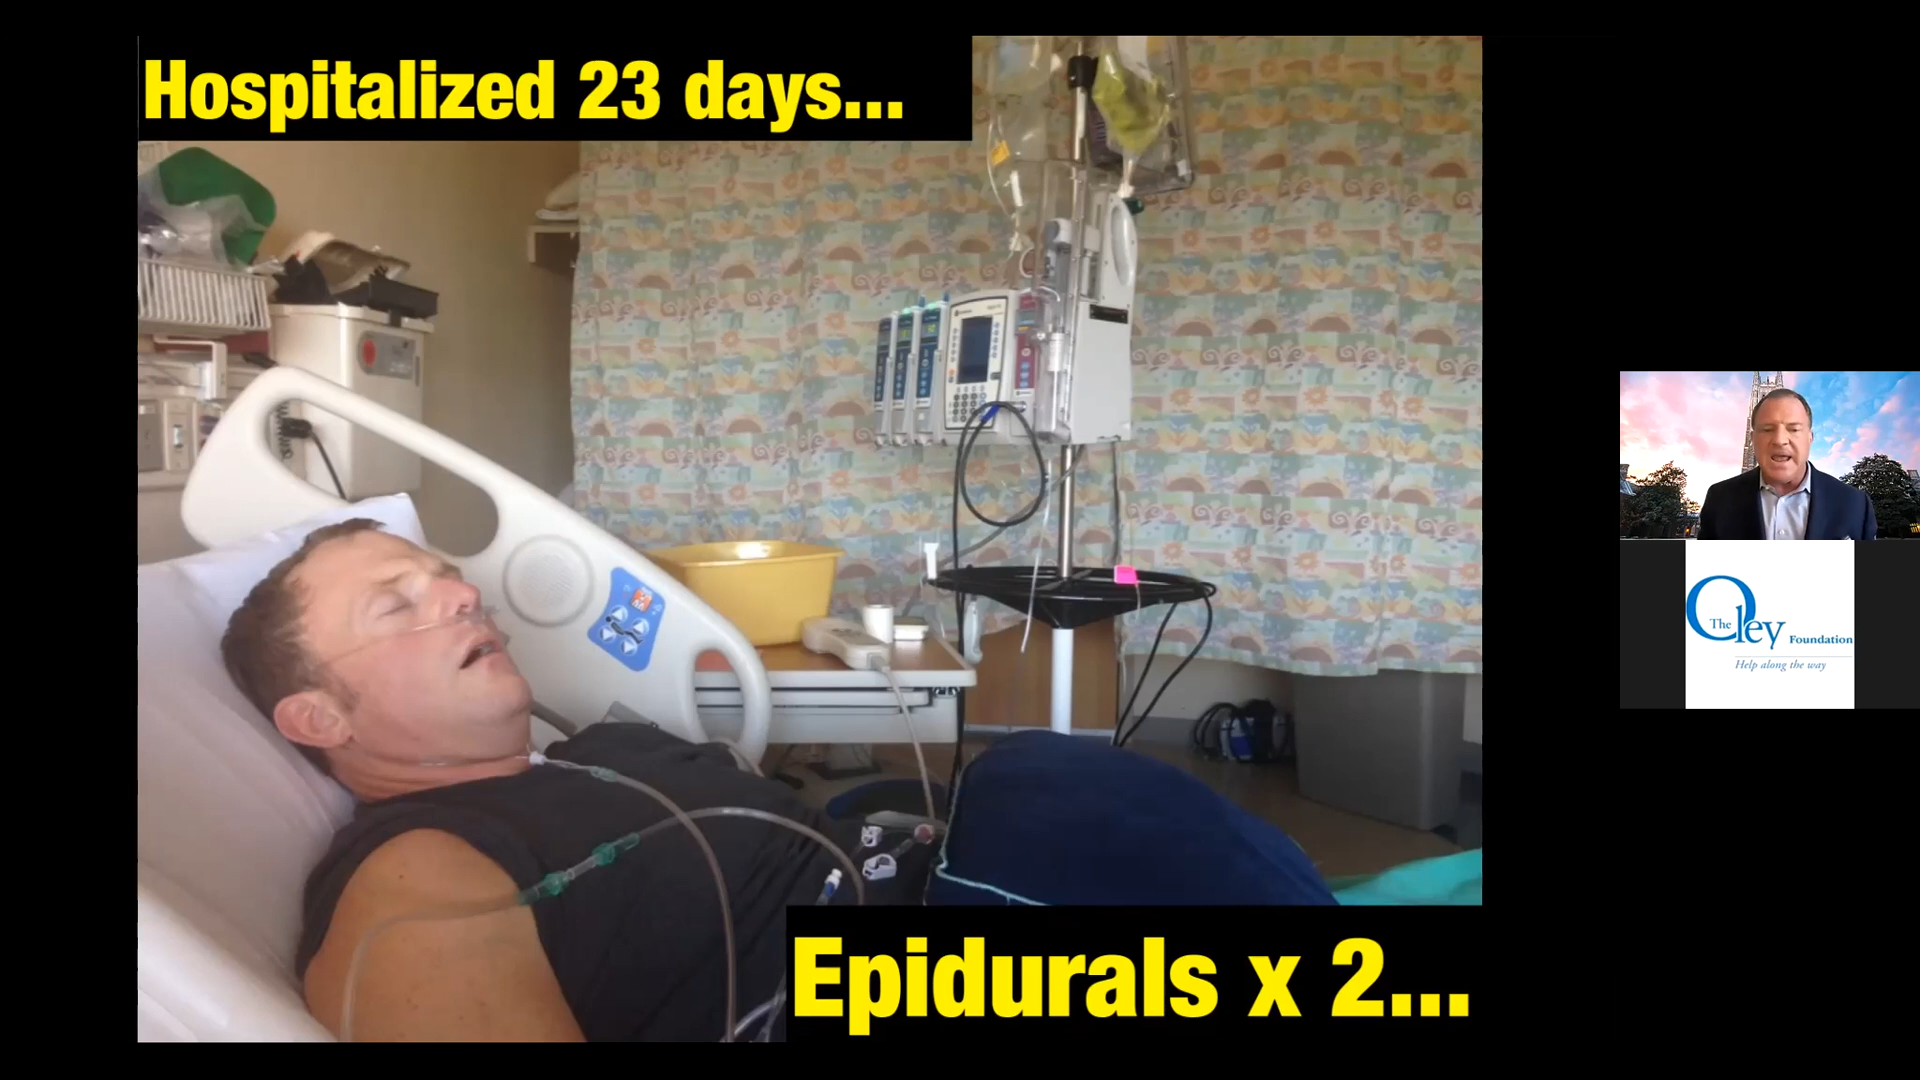 Hospitalized 23 days...
Epidurals x 2...
The Oley Foundation
Help along the way